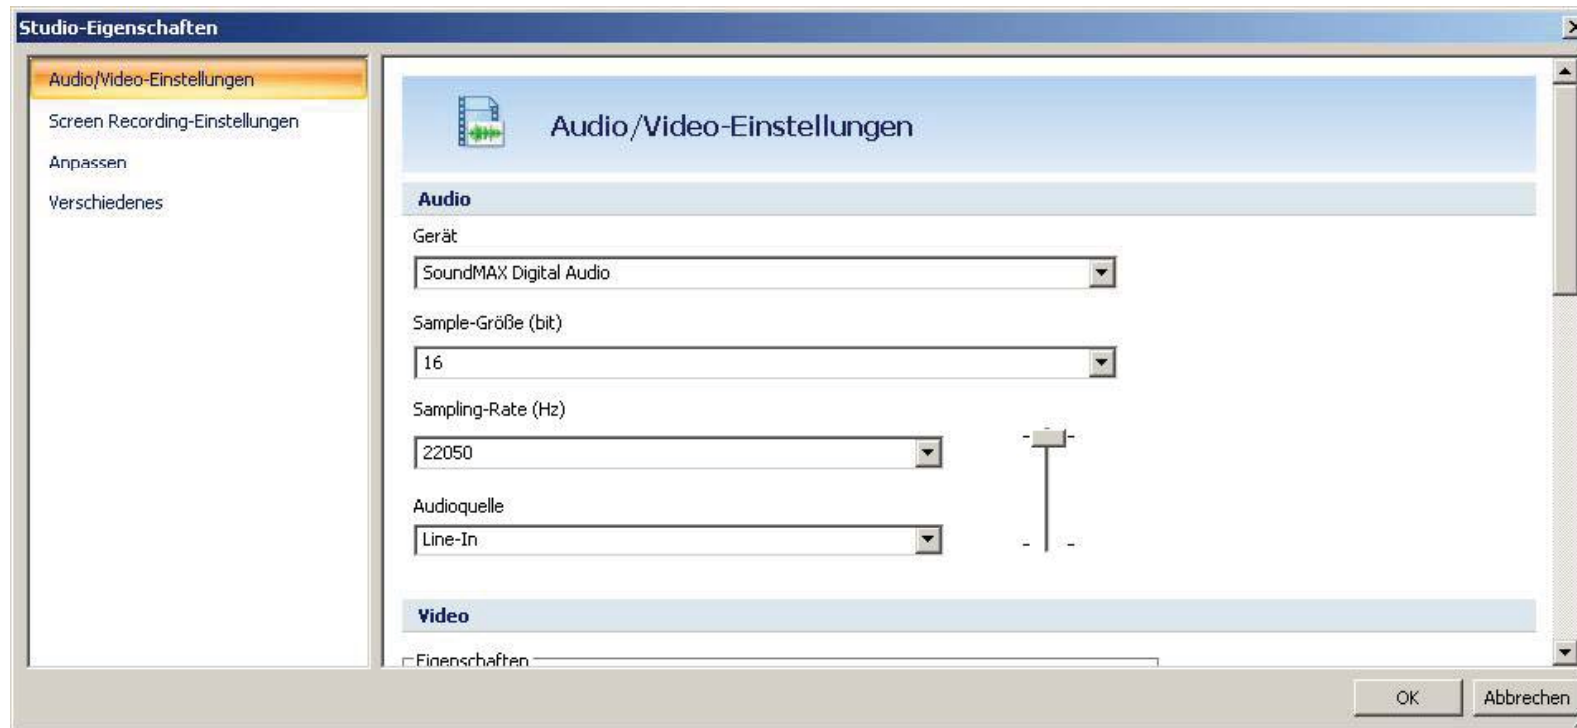 Studio-Eigenschaften
Audio/Video-Einstellungen
Screen Recording-Einstellungen
Anpassen
Verschiedenes
Audio/Video-Einstellungen
Audio
Gerät
SoundMAX Digital Audio
Sample-Größe (bit)
16
Sampling-Rate (Hz)
22050
Audioquelle
Line-In
Video
Eigenschaften
OK
Abbrechen